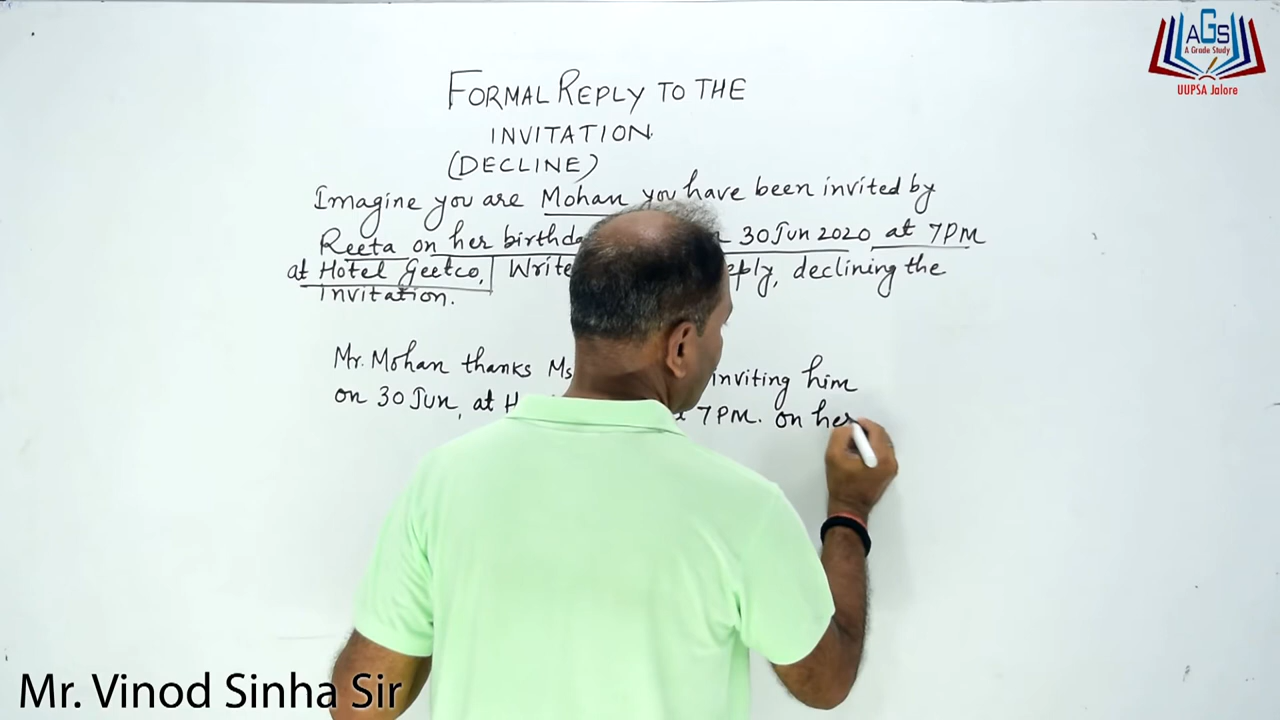 AGS
A Grade Study
UUPSA Jalore
FORMAL REPLY TO THE
INVITATION.
(DECLINE)
Imagine you are Mohan you have been invited by
Reeta on her 30 Jun 2020 at 7PM
at Hotel Geetco, Write declining the
Invitation.
Mr. Mohan thanks Ms inviting him
on 30 Jun, at 7PM. on her
Mr. Vinod Sinha Sir